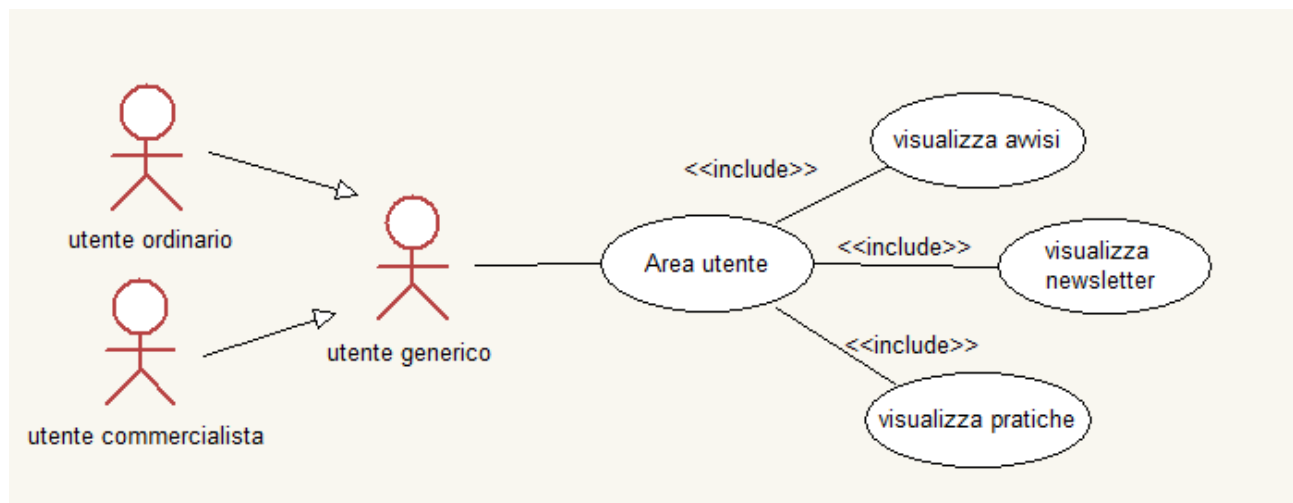 utente ordinario
utente commercialista
utente generico
Area utente
<<include>>
visualizza avvisi
<<include>>
visualizza
newsletter
<<include>>
visualizza pratiche